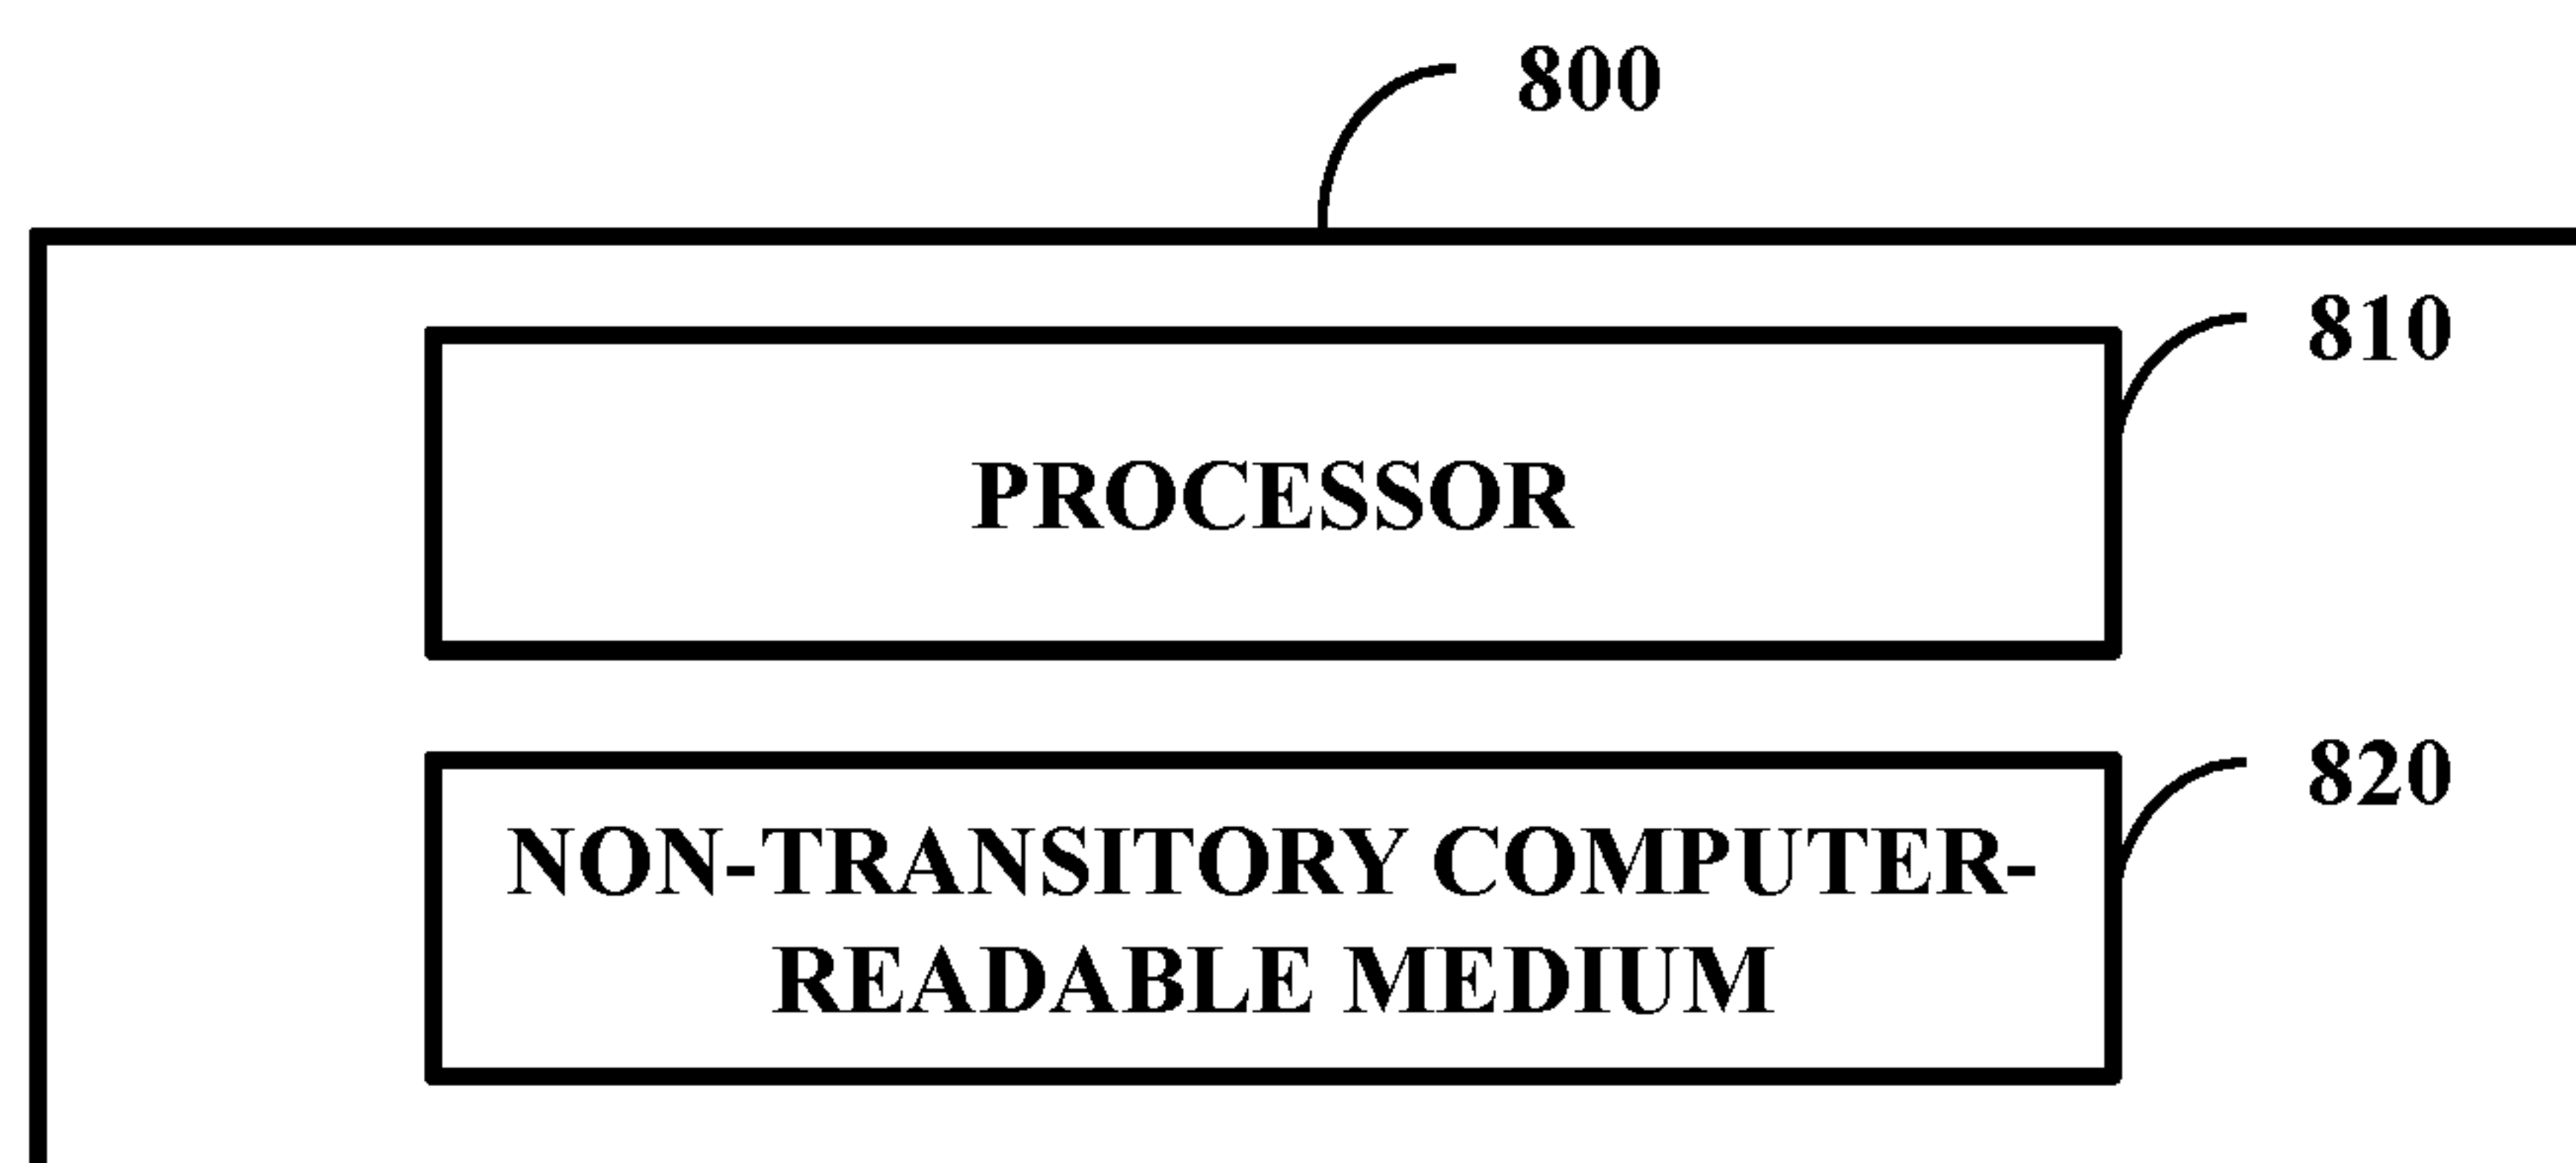 800
810
PROCESSOR
820
NON-TRANSITORY COMPUTER-
READABLE MEDIUM